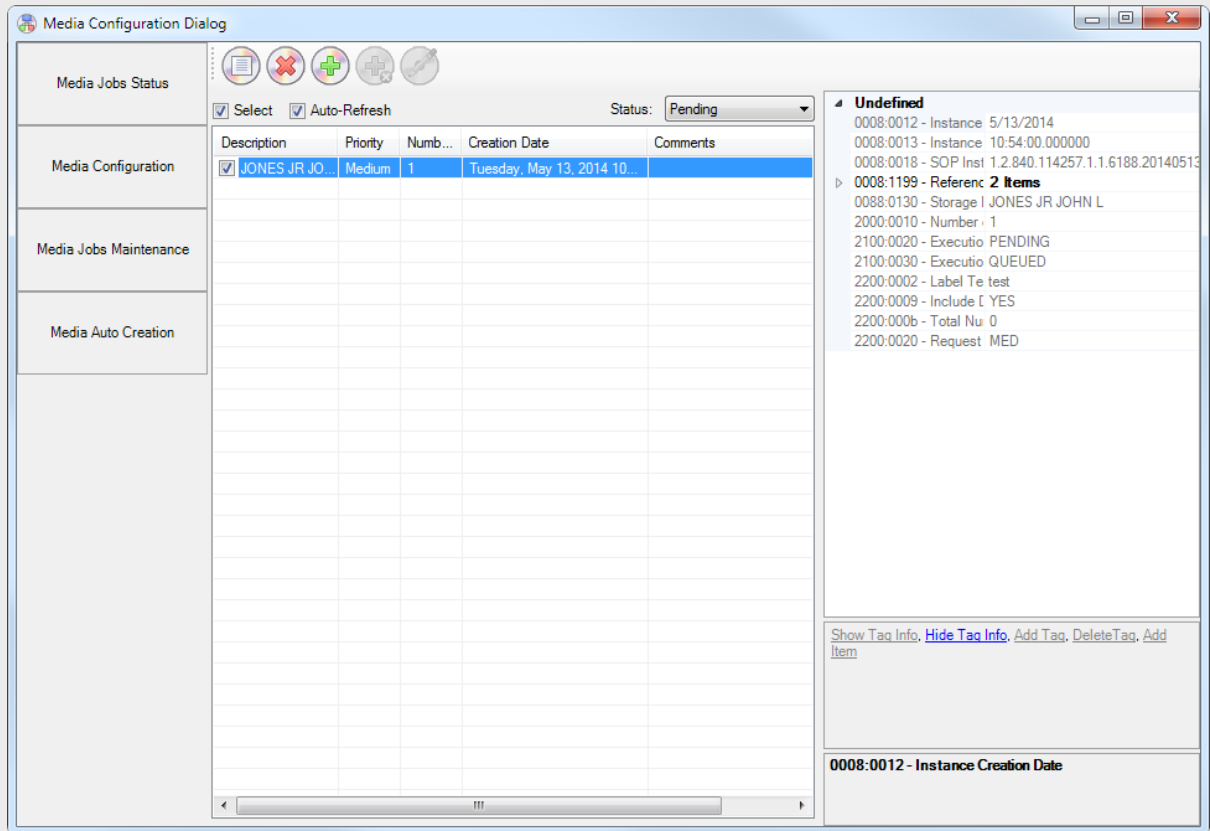 Media Configuration Dialog
Media Jobs Status
Media Configuration
Media Jobs Maintenance
Media Auto Creation
Select Auto-Refresh Status: Pending
Description Priority Numb... Creation Date Comments
JONES JR JO... Medium 1 Tuesday, May 13, 2014 10...
Undefined
0008:0012 - Instance 5/13/2014
0008:0013 - Instance 10:54:00.000000
0008:0018 - SOP Inst 1.2.840.114257.1.1.6188.20140513
0008:1199 - Referenc 2 Items
0088:0130 - Storage I JONES JR JOHN L
2000:0010 - Number 1
2100:0020 - Executio PENDING
2100:0030 - Executio QUEUED
2200:0002 - Label Te test
2200:0009 - Include D YES
2200:000b - Total Nu 0
2200:0020 - Request MED
Show Tag Info, Hide Tag Info, Add Tag, DeleteTag, Add
Item
0008:0012 - Instance Creation Date